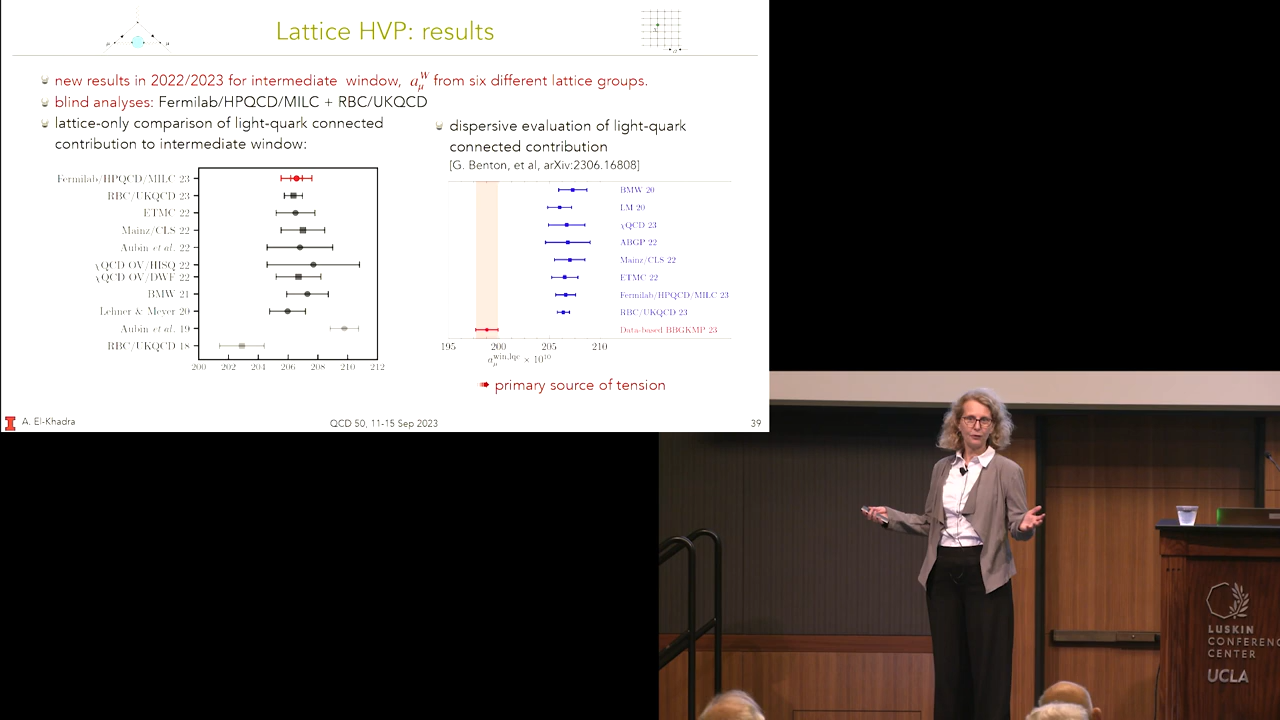 Lattice HVP: results
new results in 2022/2023 for intermediate window, a_μ^W from six different lattice groups.
blind analyses: Fermilab/HPQCD/MILC + RBC/UKQCD
lattice-only comparison of light-quark connected
contribution to intermediate window:
Fermilab/HPQCD/MILC 23
RBC/UKQCD 23
ETMC 22
Mainz/CLS 22
Aubin et al. 22
χQCD OV/HISQ 22
χQCD OV/DWF 22
BMW 21
Lehner & Meyer 20
Aubin et al. 19
RBC/UKQCD 18
200 202 204 206 208 210 212
dispersive evaluation of light-quark
connected contribution
[G. Benton, et al, arXiv:2306.16808]
BMW 20
LM 20
χQCD 23
ABGP 22
Mainz/CLS 22
ETMC 22
Fermilab/HPQCD/MILC 23
RBC/UKQCD 23
Data-based BBGKMP 23
195 200 205 210
a_μ^win,lqc × 10^10
primary source of tension
A. El-Khadra
QCD 50, 11-15 Sep 2023
39
LUSKIN
CONFERENC
CENTER
UCLA